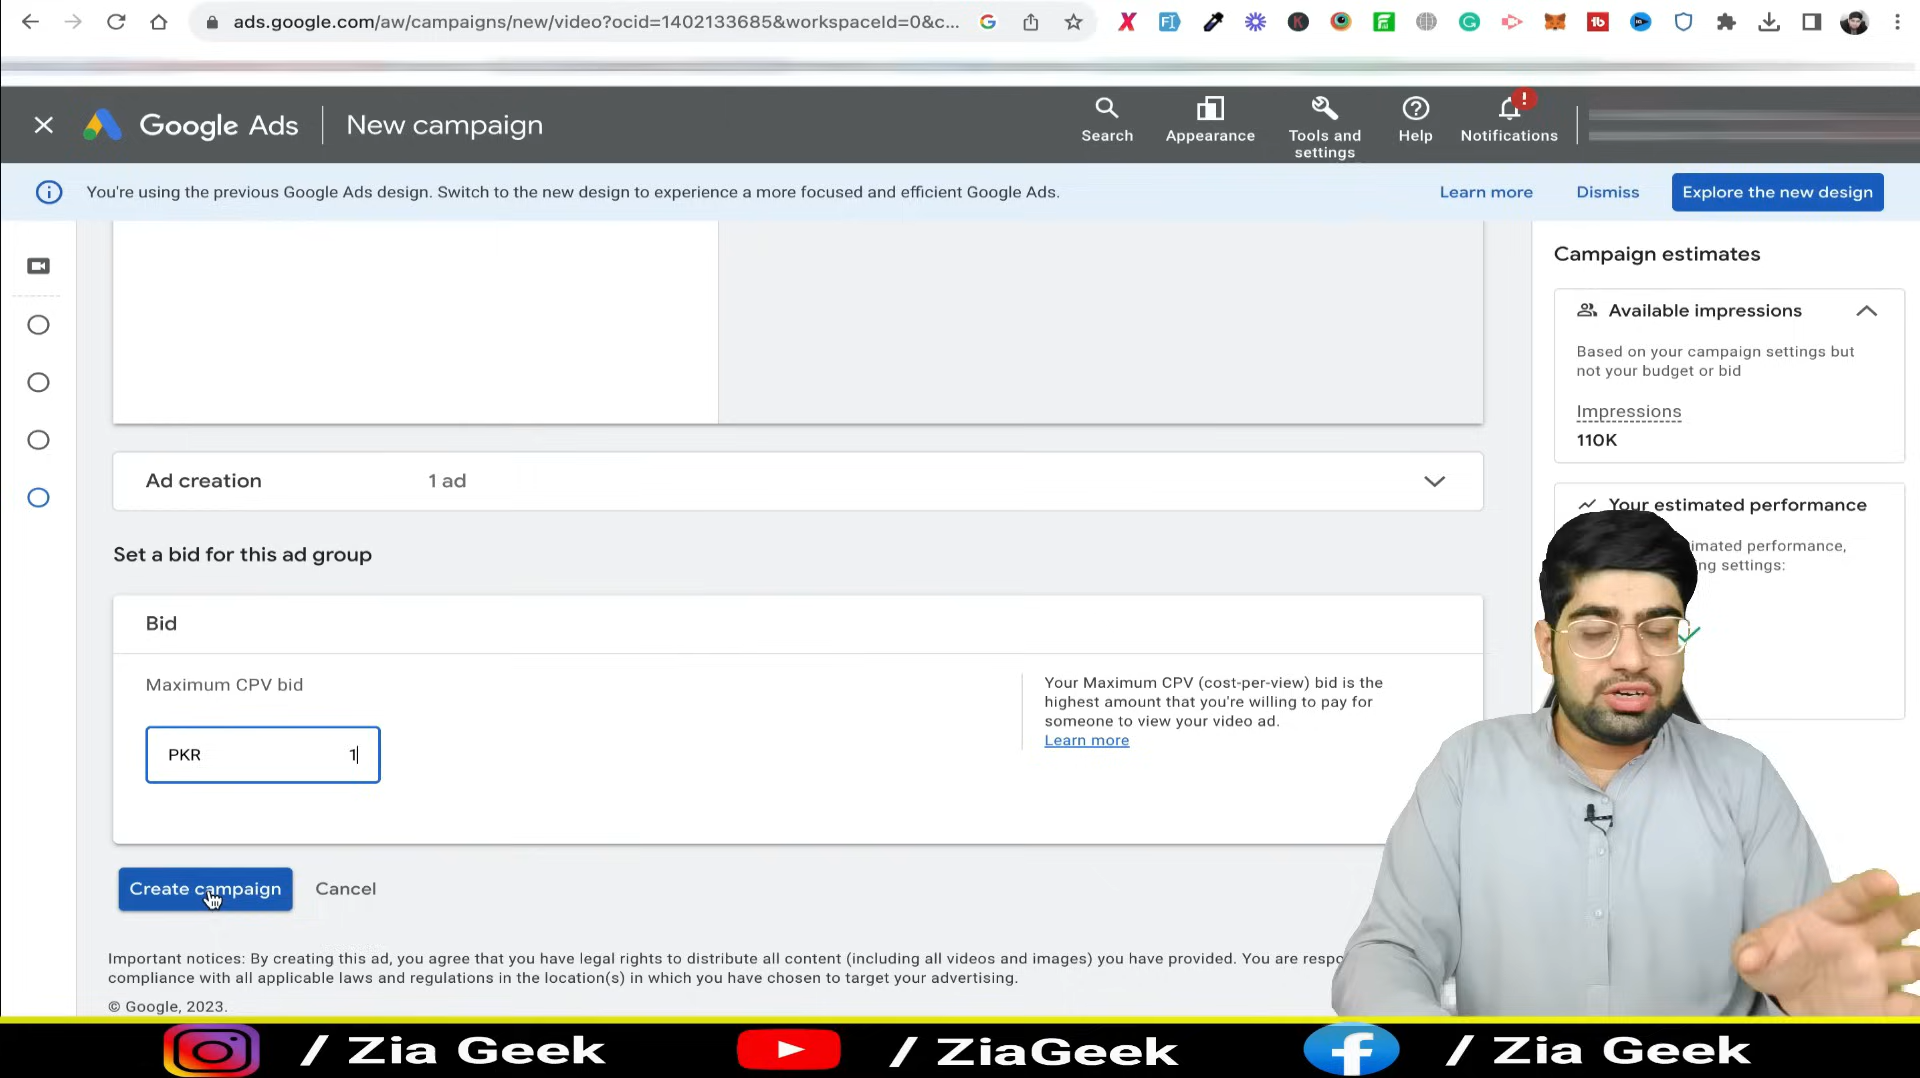 ads.google.com/aw/campaigns/new/video?ocid=1402133685&workspaceId=0&c...
Google Ads
New campaign
Search
Appearance
Tools and
settings
Help
Notifications
You're using the previous Google Ads design. Switch to the new design to experience a more focused and efficient Google Ads.
Learn more
Dismiss
Explore the new design
Campaign estimates
Available impressions
Based on your campaign settings but
not your budget or bid
Impressions
110K
Ad creation
1 ad
Your estimated performance
imated performance,
ng settings:
Set a bid for this ad group
Bid
Maximum CPV bid
PKR 1
Your Maximum CPV (cost-per-view) bid is the
highest amount that you're willing to pay for
someone to view your video ad.
Learn more
Create campaign
Cancel
Important notices: By creating this ad, you agree that you have legal rights to distribute all content (including all videos and images) you have provided. You are respo
compliance with all applicable laws and regulations in the location(s) in which you have chosen to target your advertising.
© Google, 2023.
/ Zia Geek
/ ZiaGeek
/ Zia Geek